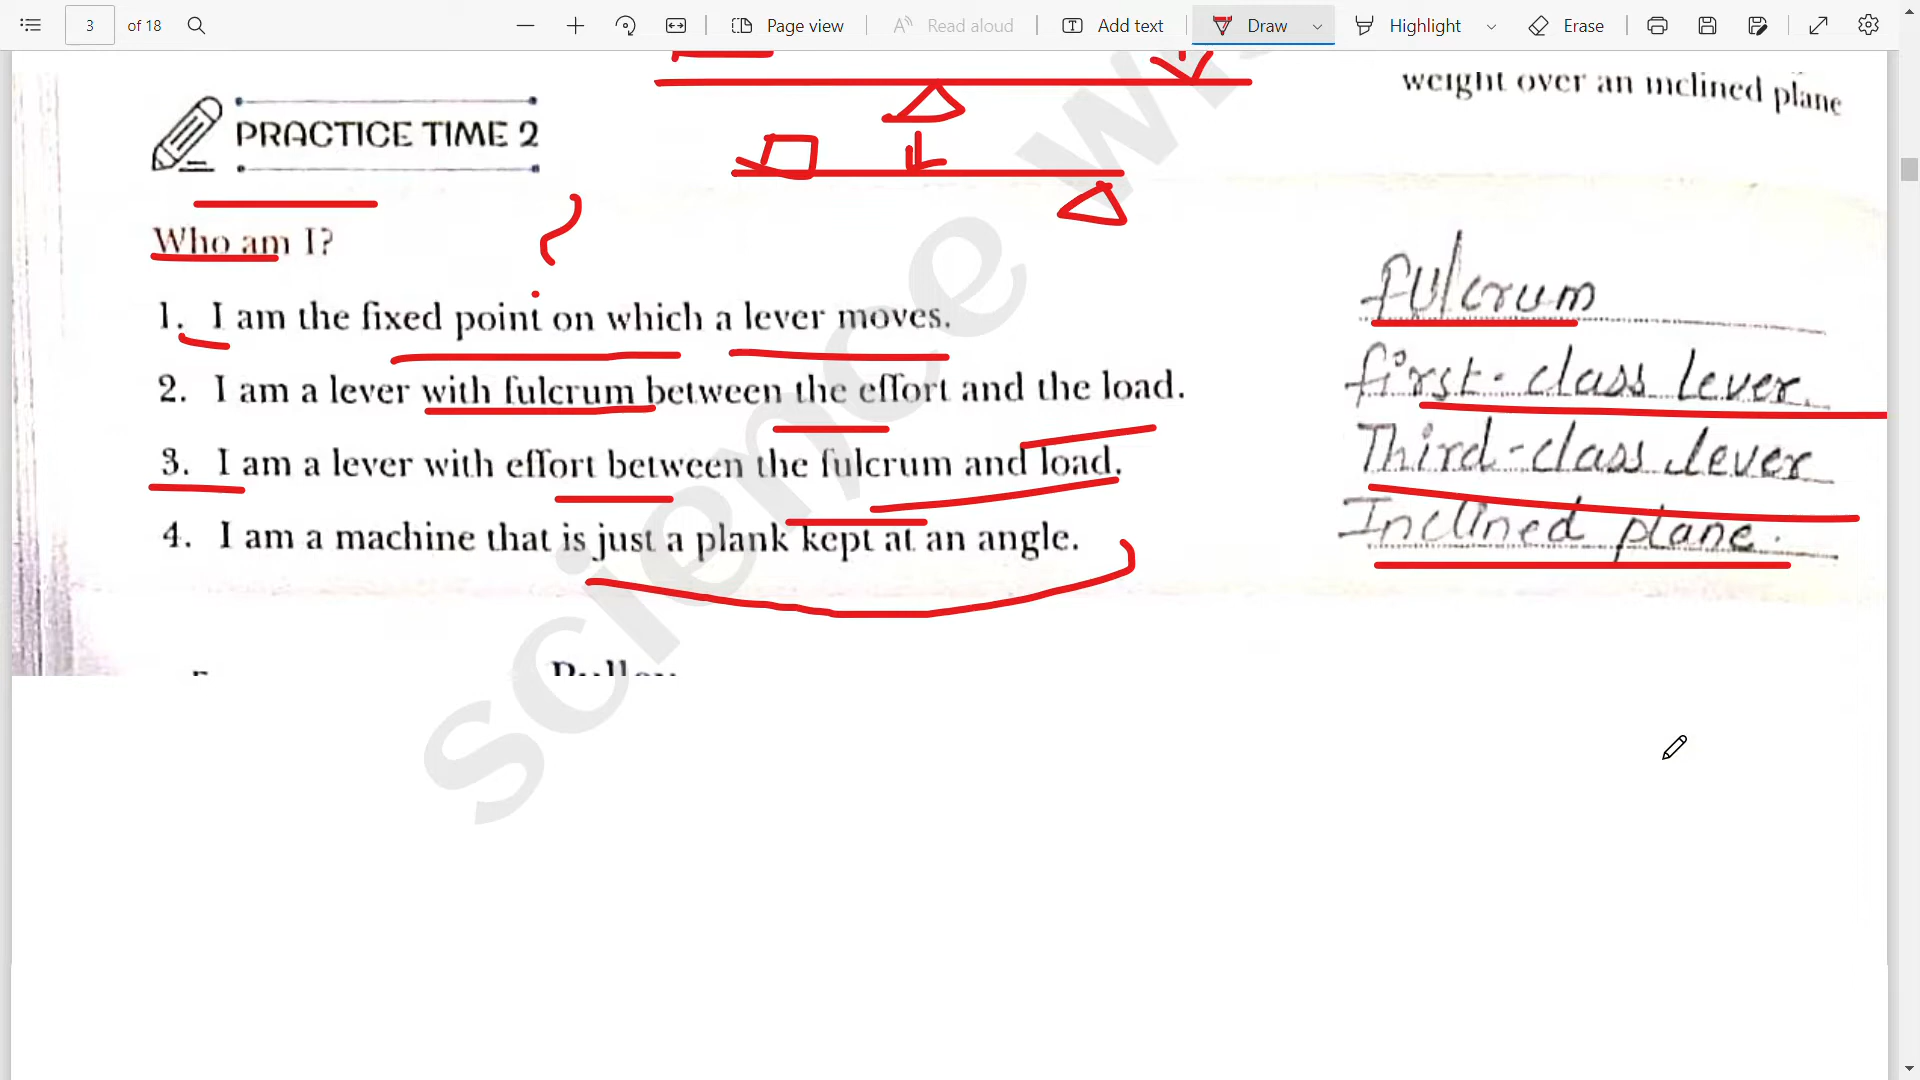 3 of 18 Page view Read aloud Add text Draw Highlight Erase
weight over an inclined plane
PRACTICE TIME 2
Who am I?
1. I am the fixed point on which a lever moves. fulcrum
2. I am a lever with fulcrum between the effort and the load. first-class lever.
3. I am a lever with effort between the fulcrum and load. Third-class lever
4. I am a machine that is just a plank kept at an angle. Inclined plane.
science wi